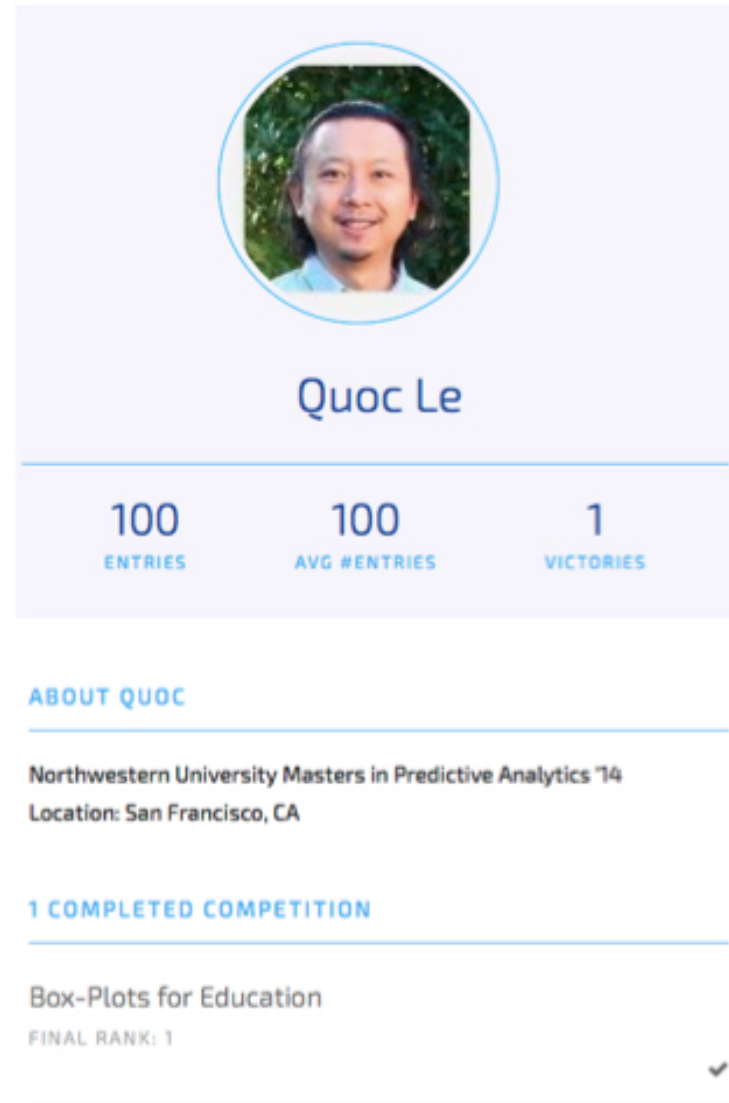 Quoc Le
100 100 1
ENTRIES AVG #ENTRIES VICTORIES
ABOUT QUOC
Northwestern University Masters in Predictive Analytics '14
Location: San Francisco, CA
1 COMPLETED COMPETITION
Box-Plots for Education
FINAL RANK: 1